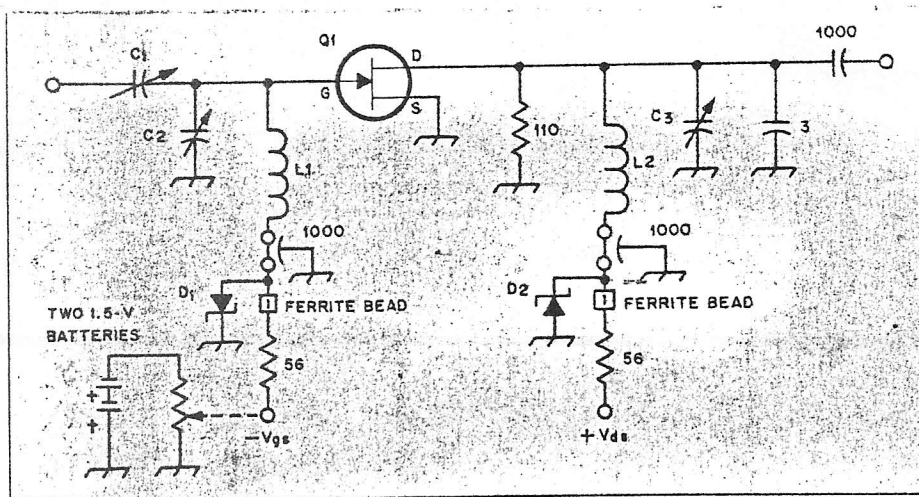 C1
Q1
D
G
S
1000
C2
L1
110
L2
C3
3
1000
1000
D1
FERRITE BEAD
D2
FERRITE BEAD
TWO 1.5-V
BATTERIES
56
56
+
+
-Vgs
+Vds